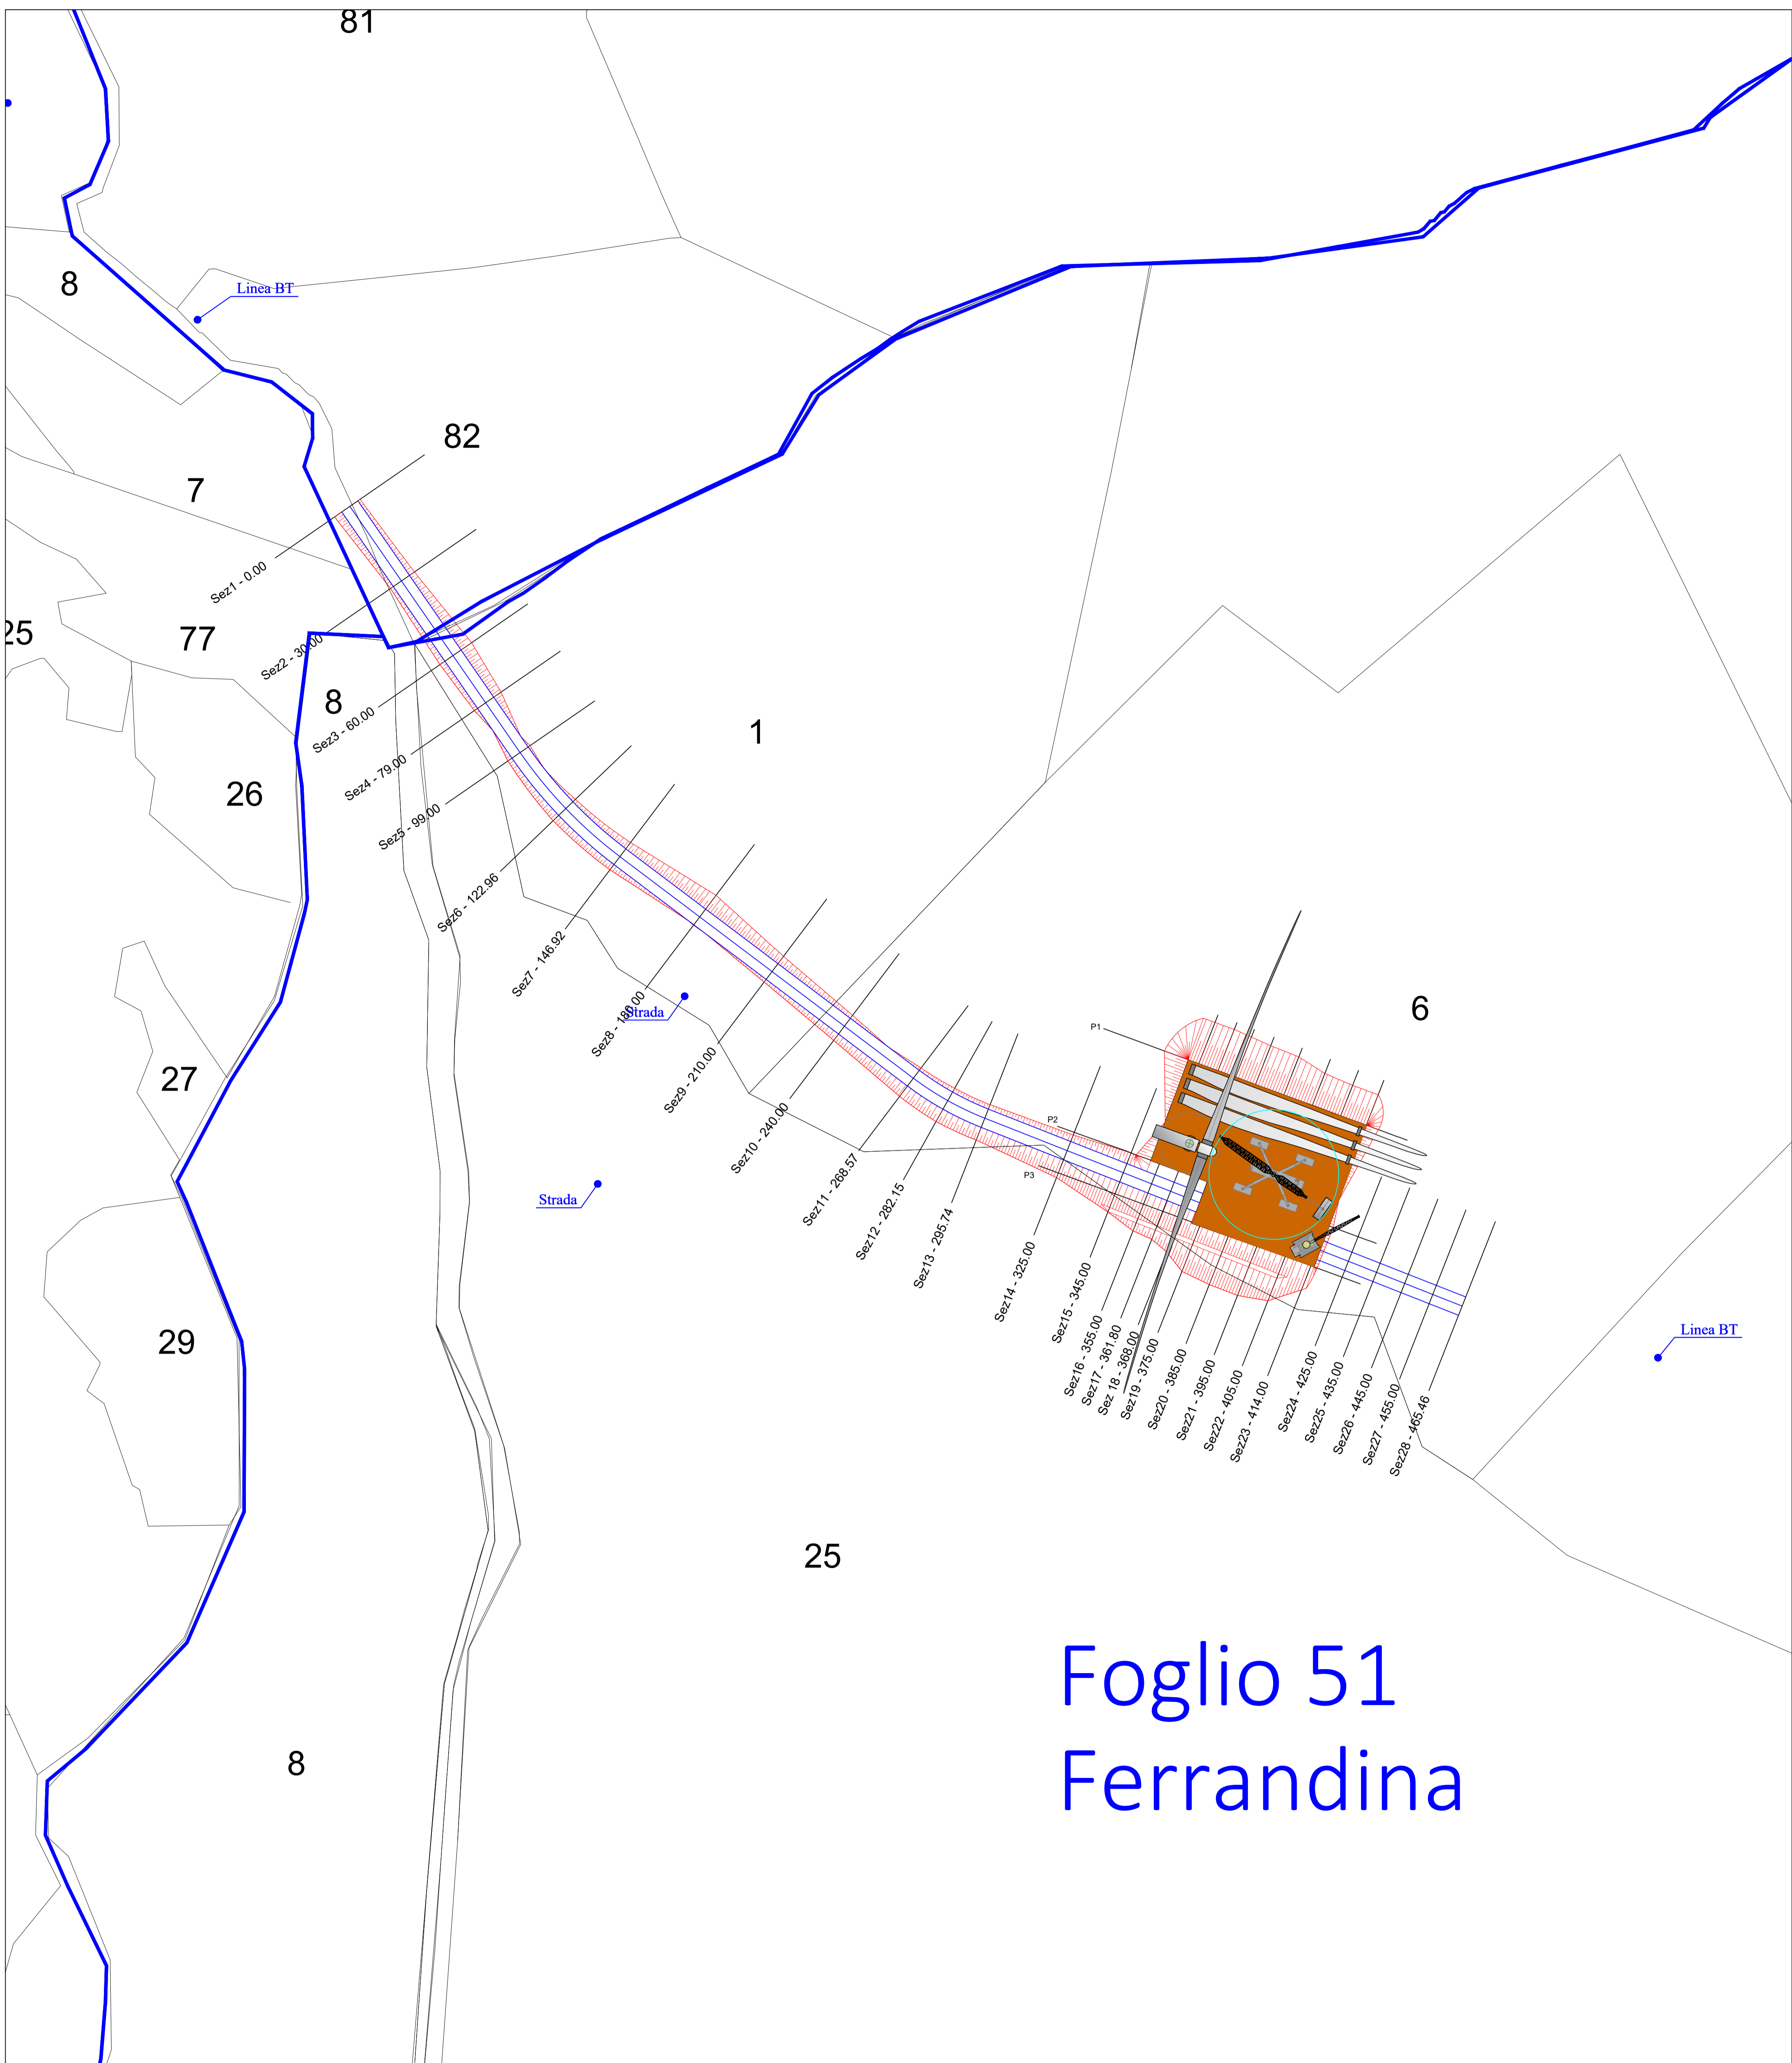 81
8
Linea BT
82
7
Sez1 - 0.00
25
77
Sez2 - 30.00
8
Sez3 - 60.00
1
Sez4 - 79.00
26
Sez5 - 99.00
Sez6 - 122.96
Sez7 - 146.92
Strada
Sez8 - 180.00
6
P1
27
Sez9 - 210.00
P2
Sez10 - 240.00
P3
Strada
Sez11 - 268.57
Sez12 - 282.15
Sez13 - 295.74
Sez14 - 325.00
Sez15 - 345.00
29
Linea BT
Sez16 - 355.00
Sez17 - 361.80
Sez 18 - 368.00
Sez19 - 375.00
Sez20 - 385.00
Sez21 - 395.00
Sez22 - 405.00
Sez23 - 414.00
Sez24 - 425.00
Sez25 - 435.00
Sez26 - 445.00
Sez27 - 455.00
Sez28 - 465.46
25
Foglio 51
Ferrandina
8